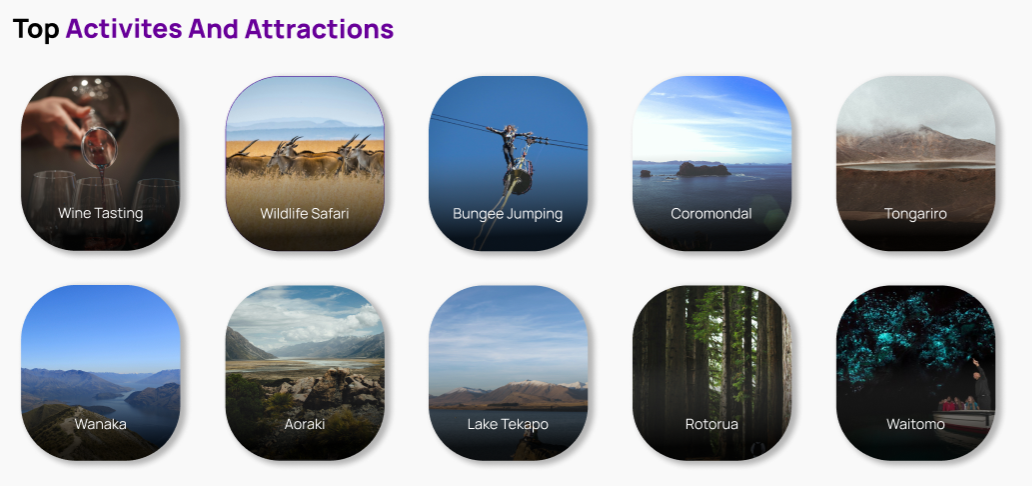 Top Activites And Attractions
Wine Tasting
Wildlife Safari
Bungee Jumping
Coromondal
Tongariro
Wanaka
Aoraki
Lake Tekapo
Rotorua
Waitomo